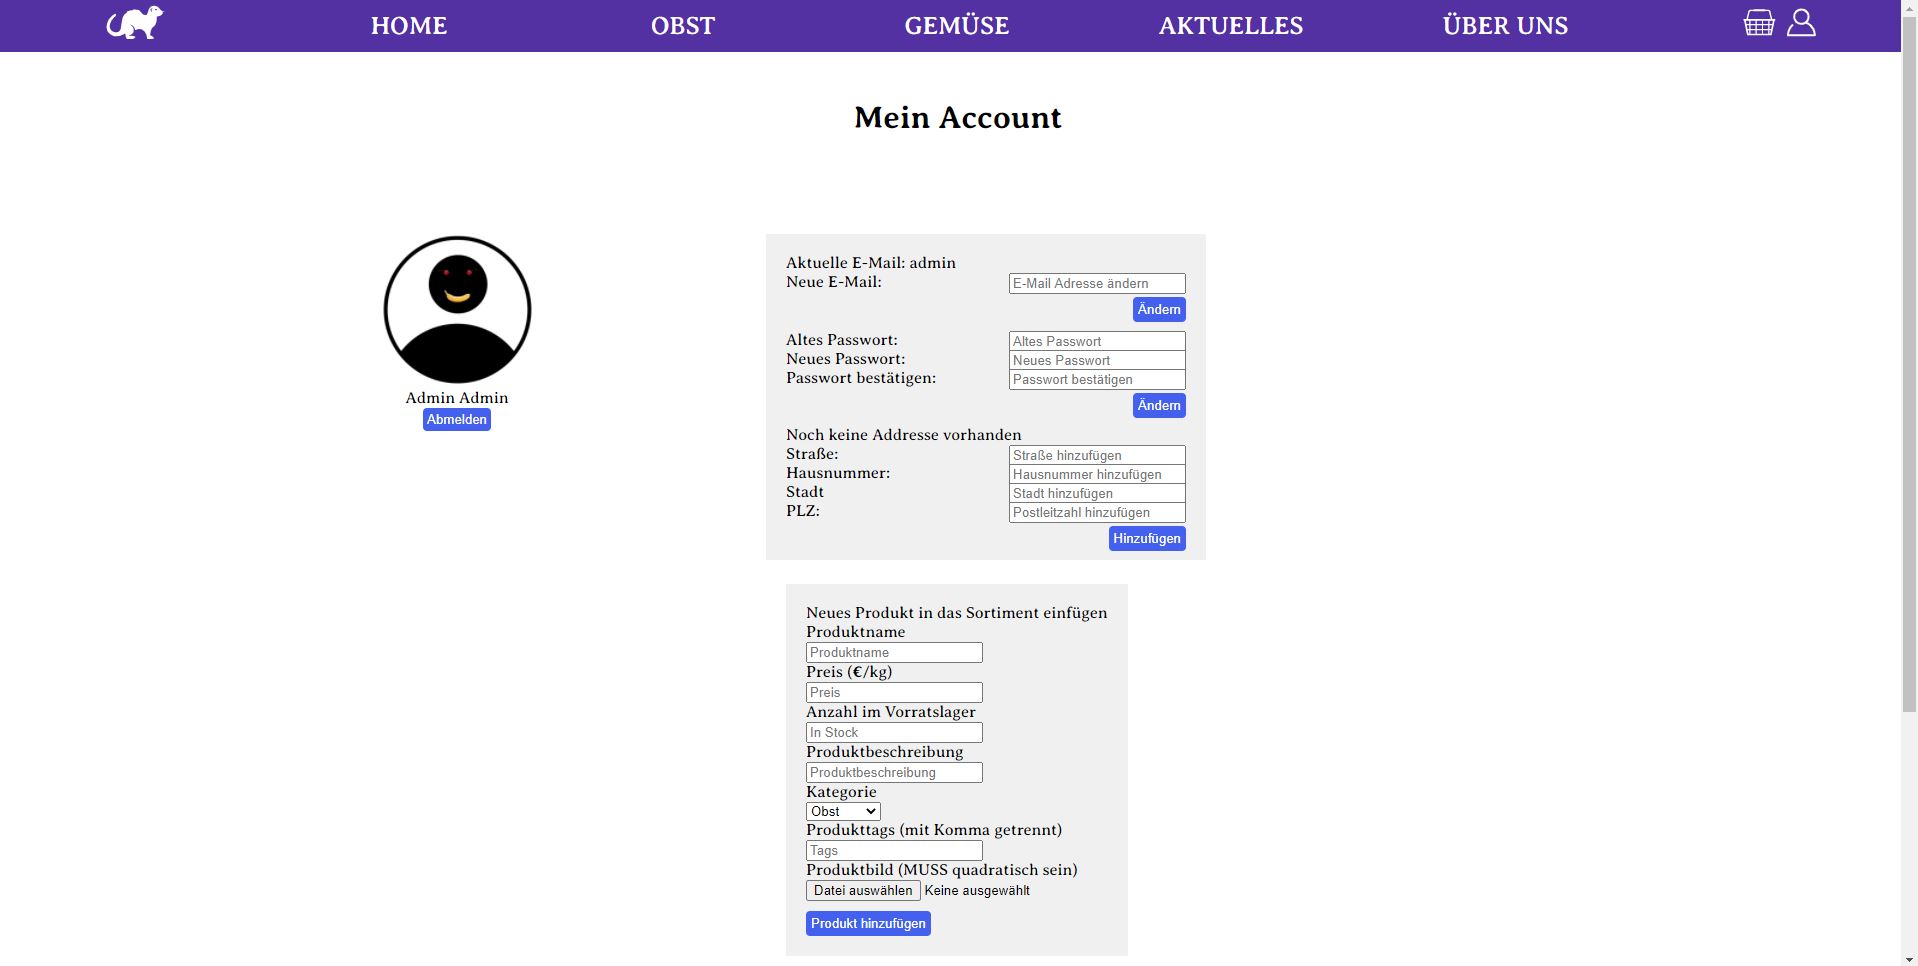 HOME OBST GEMÜSE AKTUELLES ÜBER UNS
Mein Account
Admin Admin
Abmelden
Aktuelle E-Mail: admin
Neue E-Mail: E-Mail Adresse ändern
Ändern
Altes Passwort: Altes Passwort
Neues Passwort: Neues Passwort
Passwort bestätigen: Passwort bestätigen
Ändern
Noch keine Addresse vorhanden
Straße: Straße hinzufügen
Hausnummer: Hausnummer hinzufügen
Stadt Stadt hinzufügen
PLZ: Postleitzahl hinzufügen
Hinzufügen
Neues Produkt in das Sortiment einfügen
Produktname
Produktname
Preis (€/kg)
Preis
Anzahl im Vorratslager
In Stock
Produktbeschreibung
Produktbeschreibung
Kategorie
Obst
Produkttags (mit Komma getrennt)
Tags
Produktbild (MUSS quadratisch sein)
Datei auswählen Keine ausgewählt
Produkt hinzufügen